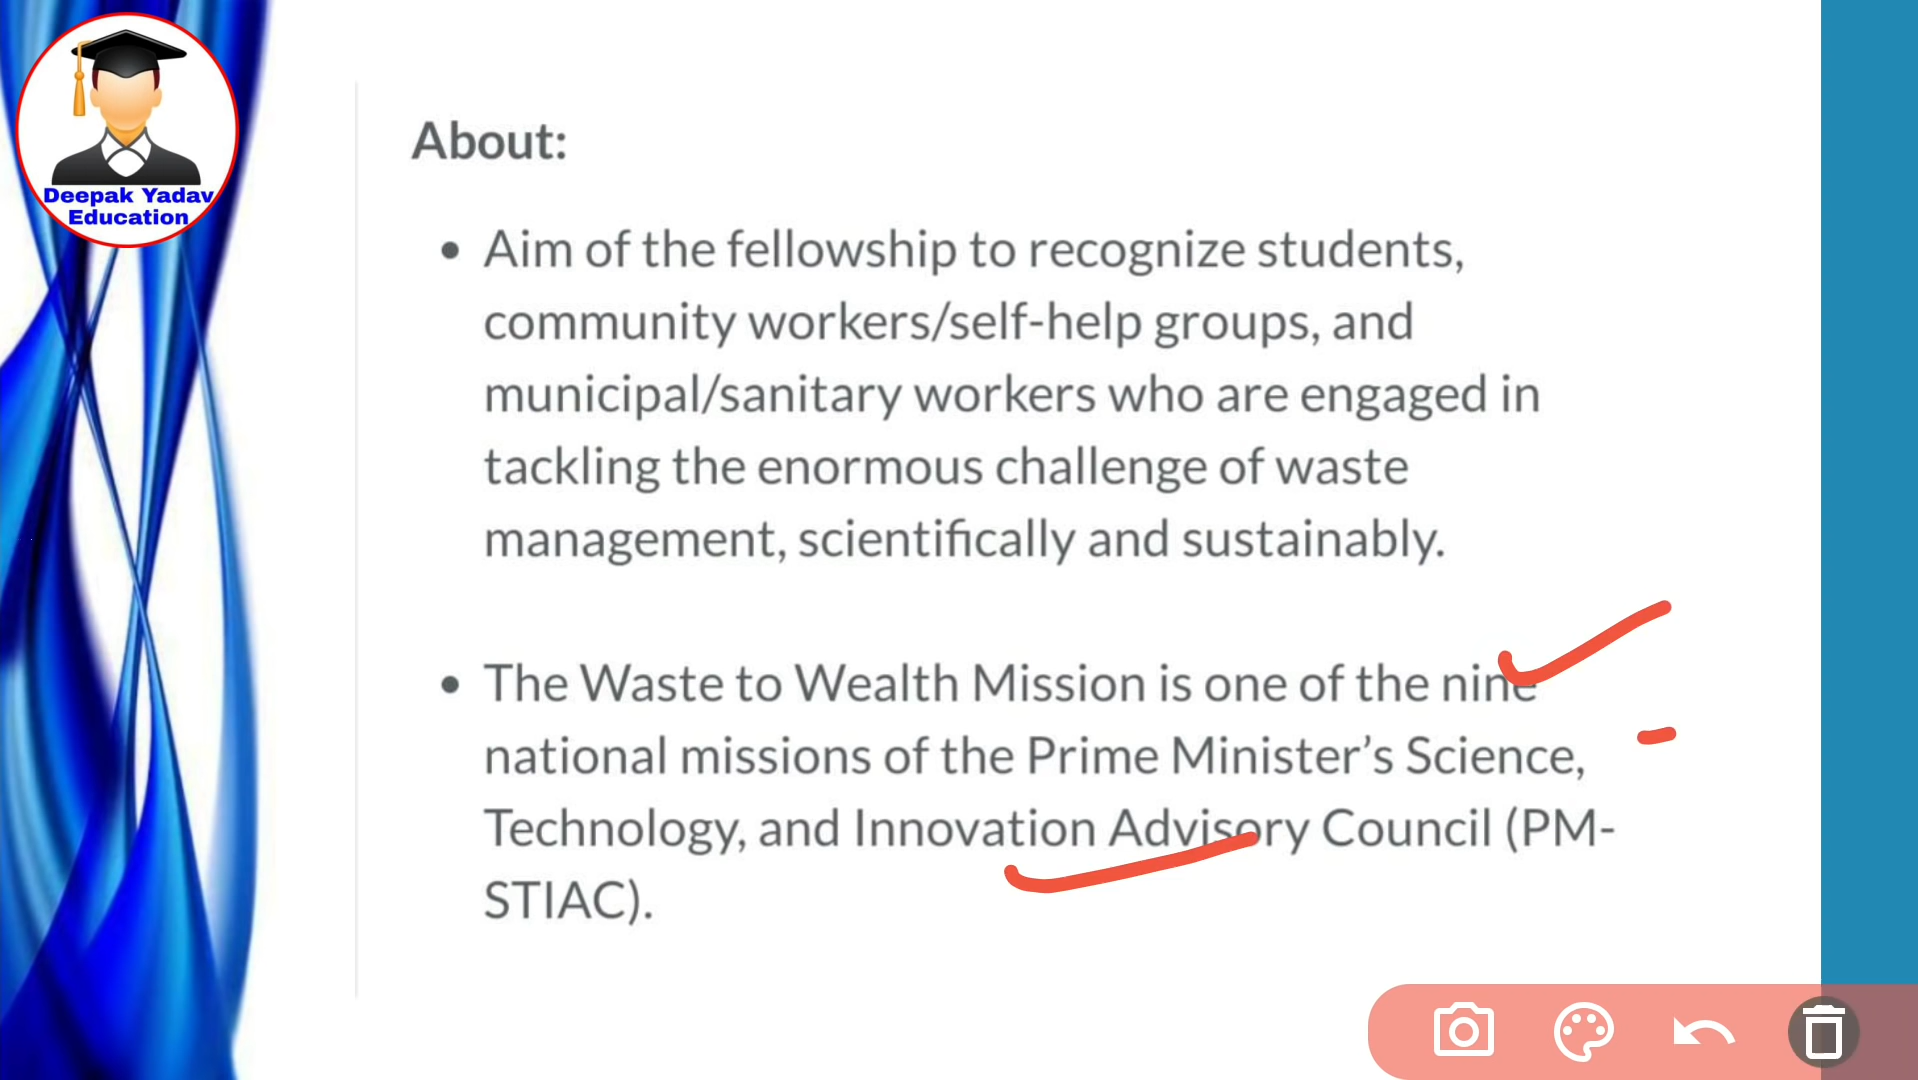 Deepak Yadav
Education
About:
• Aim of the fellowship to recognize students,
community workers/self-help groups, and
municipal/sanitary workers who are engaged in
tackling the enormous challenge of waste
management, scientifically and sustainably.
• The Waste to Wealth Mission is one of the nine
national missions of the Prime Minister’s Science,
Technology, and Innovation Advisory Council (PM-
STIAC).